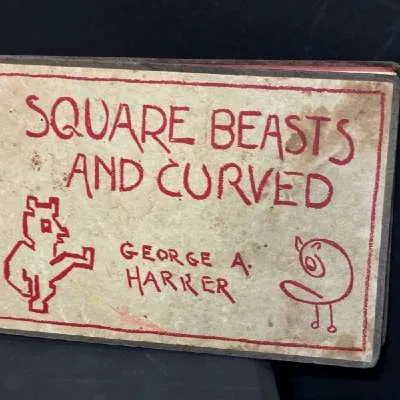 SQUARE BEASTS
AND CURVED
GEORGE A.
HARKER